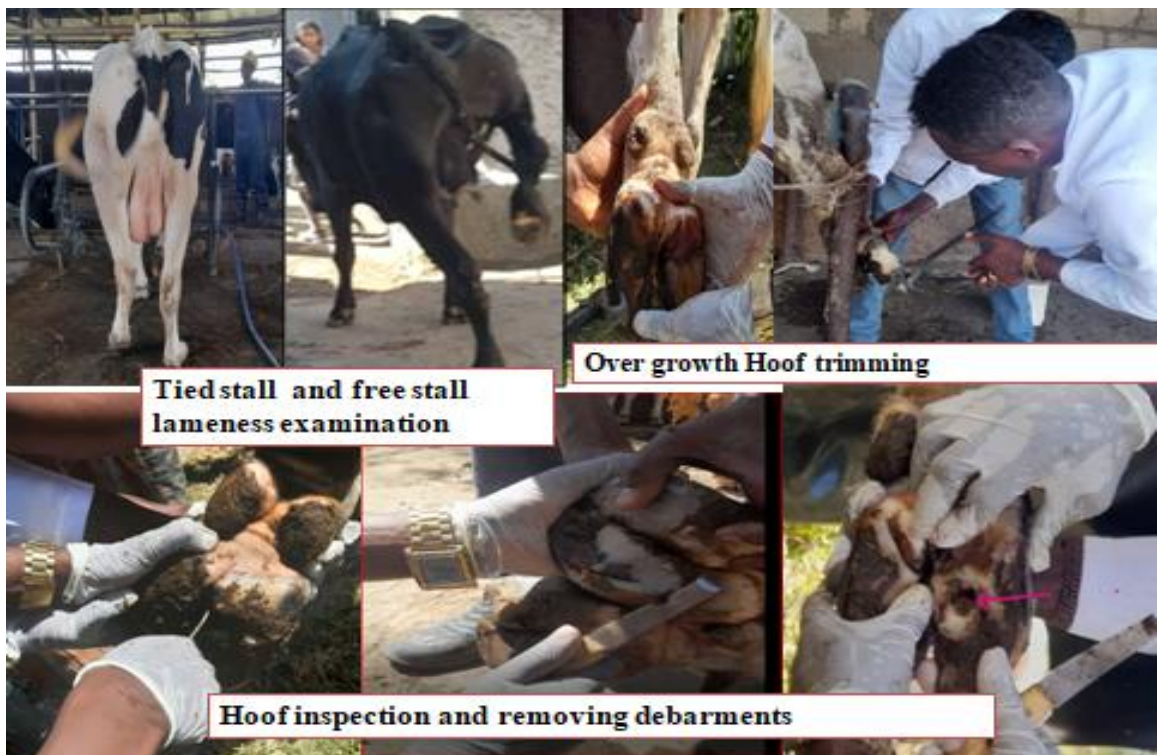 Over growth Hoof trimming
Tied stall and free stall
lameness examination
Hoof inspection and removing debarments